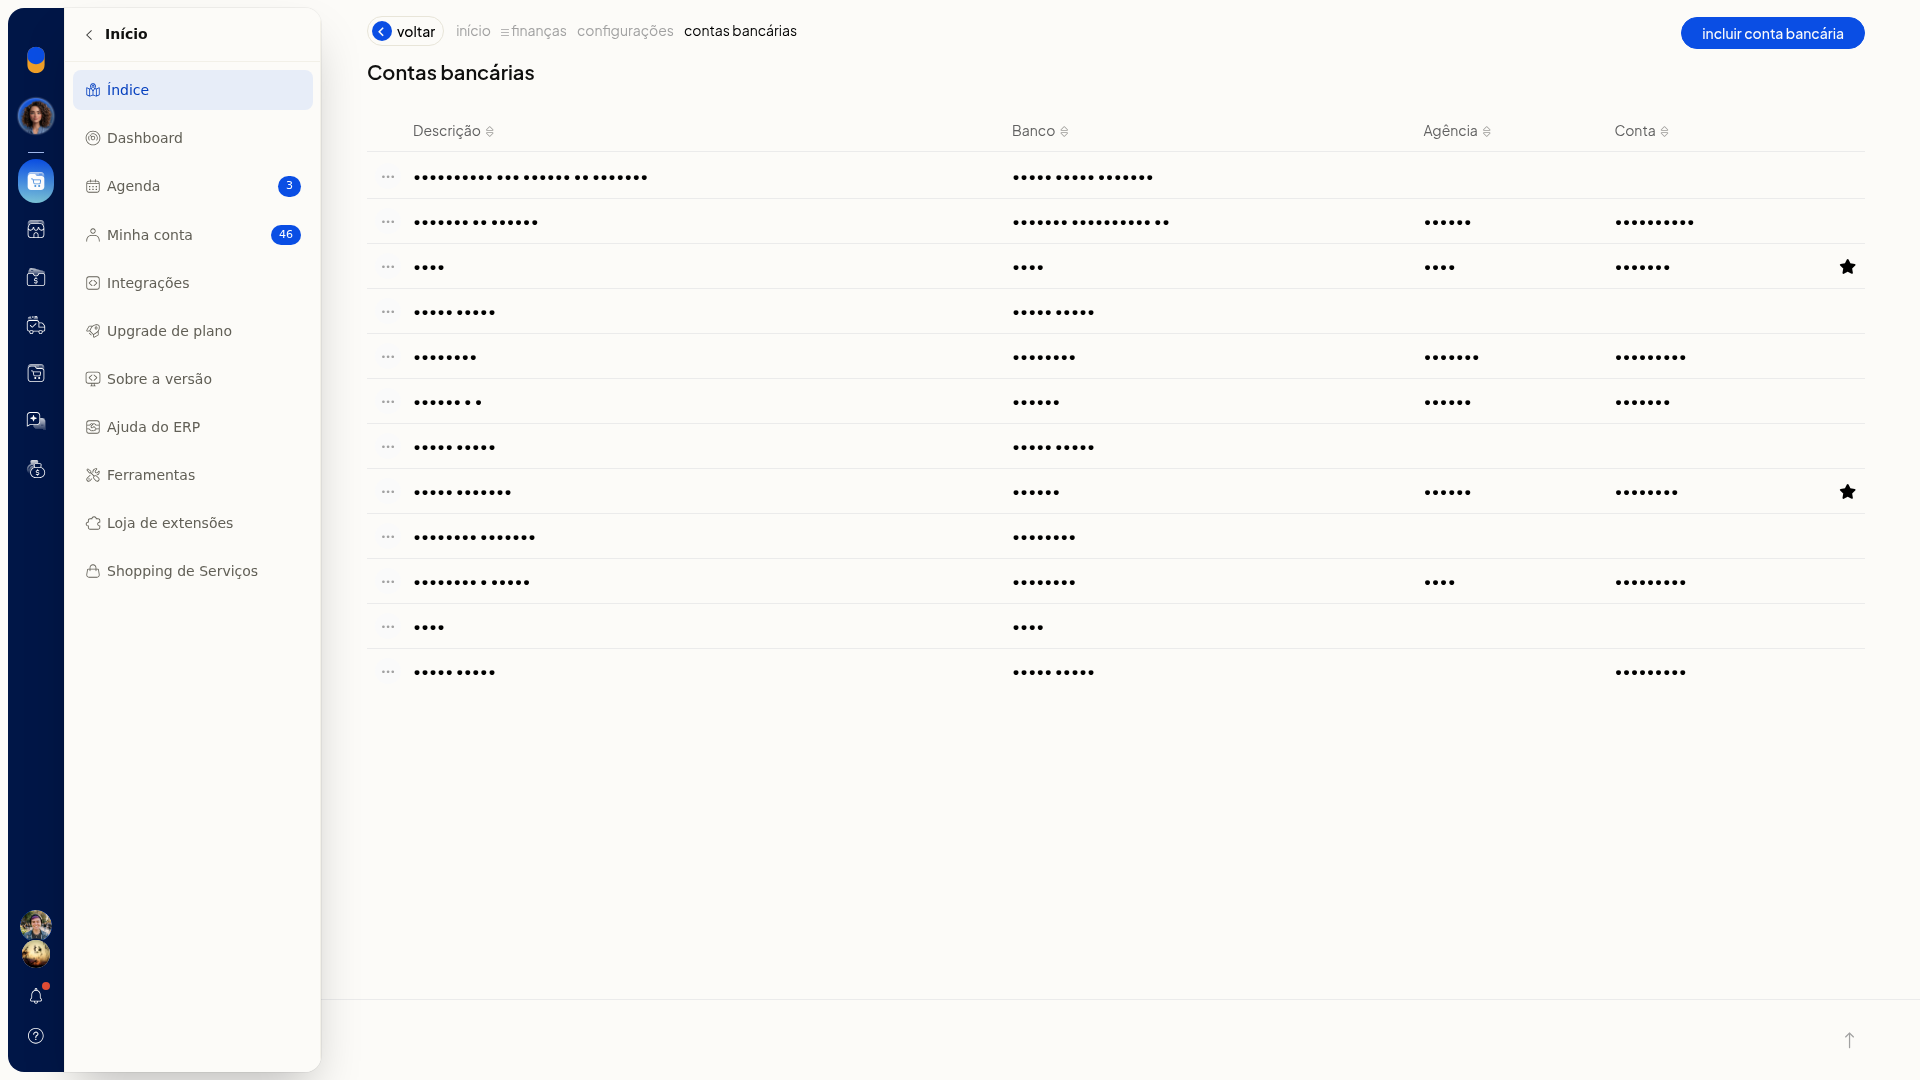 Início
Índice
Dashboard
Agenda 3
Minha conta 46
Integrações
Upgrade de plano
Sobre a versão
Ajuda do ERP
Ferramentas
Loja de extensões
Shopping de Serviços
voltar início finanças configurações contas bancárias
incluir conta bancária
Contas bancárias
Descrição Banco Agência Conta
•••••••••• ••• •••••• •• ••••••• ••••• ••••• •••••••
••••••• •• •••••• ••••••• •••••••••• •• •••••• ••••••••••
•••• •••• •••• •••••••
••••• ••••• ••••• •••••
•••••••• •••••••• ••••••• •••••••••
•••••• • • •••••• •••••• •••••••
••••• ••••• ••••• •••••
••••• ••••••• •••••• •••••• ••••••••
•••••••• ••••••• ••••••••
•••••••• • ••••• •••••••• •••• •••••••••
•••• ••••
••••• ••••• ••••• ••••• •••••••••